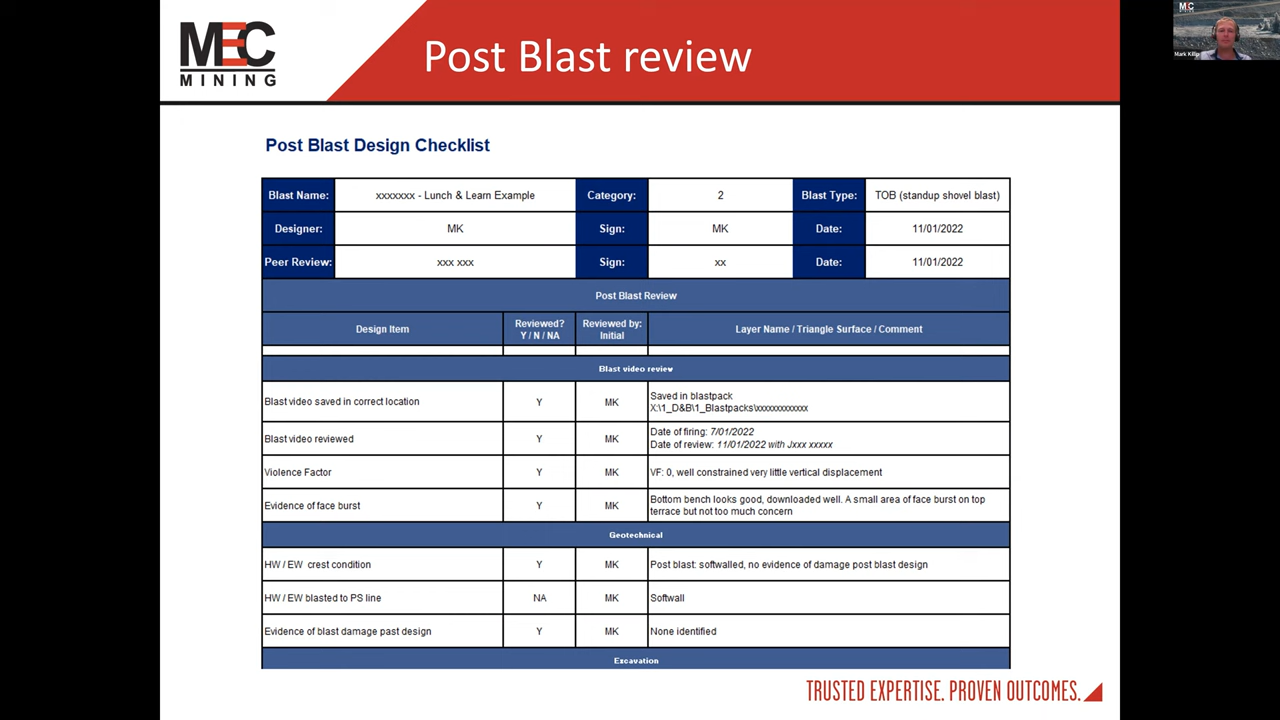 MEC
MINING
Post Blast review
MEC
Mark Killip
Post Blast Design Checklist
Blast Name: xxxxxxx - Lunch & Learn Example Category: 2 Blast Type: TOB (standup shovel blast)
Designer: MK Sign: MK Date: 11/01/2022
Peer Review: xxx xxx Sign: xx Date: 11/01/2022
Post Blast Review
Design Item Reviewed? Y / N / NA Reviewed by: Initial Layer Name / Triangle Surface / Comment
Blast video review
Blast video saved in correct location Y MK Saved in blastpack
X:\1_D&B\1_Blastpacks\xxxxxxxxxxxxx
Blast video reviewed Y MK Date of firing: 7/01/2022
Date of review: 11/01/2022 with Jxxx xxxxx
Violence Factor Y MK VF: 0, well constrained very little vertical displacement
Evidence of face burst Y MK Bottom bench looks good, downloaded well. A small area of face burst on top
terrace but not too much concern
Geotechnical
HW / EW crest condition Y MK Post blast: softwalled, no evidence of damage post blast design
HW / EW blasted to PS line NA MK Softwall
Evidence of blast damage past design Y MK None identified
Excavation
TRUSTED EXPERTISE. PROVEN OUTCOMES.